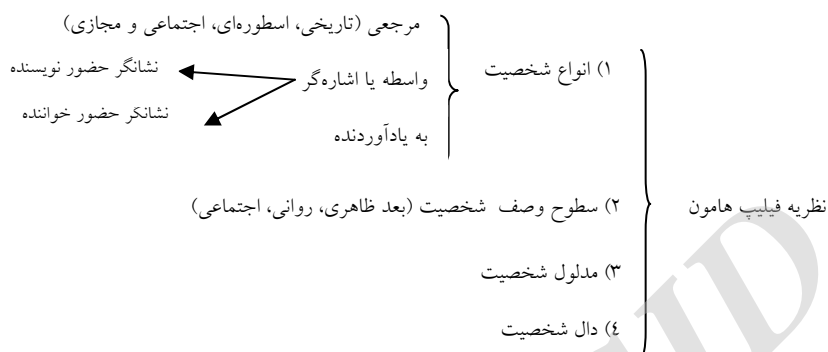 مرجعی (تاریخی، اسطوره‌ای، اجتماعی و مجازی)
۱) انواع شخصیت
واسطه یا اشاره‌گر
نشانگر حضور نویسنده
نشانگر حضور خواننده
به یادآوردنده
نظریه فیلیپ هامون
۲) سطوح وصف شخصیت (بعد ظاهری، روانی، اجتماعی)
۳) مدلول شخصیت
٤) دال شخصیت